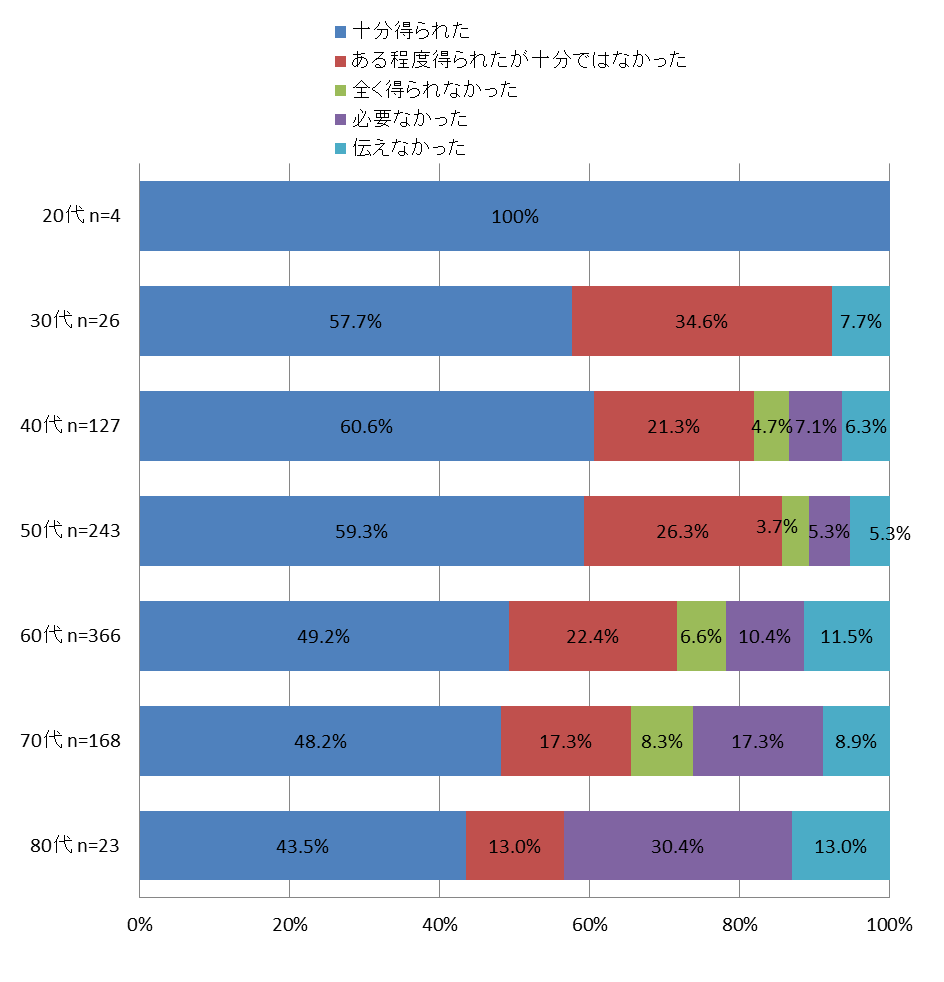 十分得られた
ある程度得られたが十分ではなかった
全く得られなかった
必要なかった
伝えなかった
20代 n=4 100%
30代 n=26 57.7% 34.6% 7.7%
40代 n=127 60.6% 21.3% 4.7% 7.1% 6.3%
50代 n=243 59.3% 26.3% 3.7% 5.3% 5.3%
60代 n=366 49.2% 22.4% 6.6% 10.4% 11.5%
70代 n=168 48.2% 17.3% 8.3% 17.3% 8.9%
80代 n=23 43.5% 13.0% 30.4% 13.0%
0% 20% 40% 60% 80% 100%